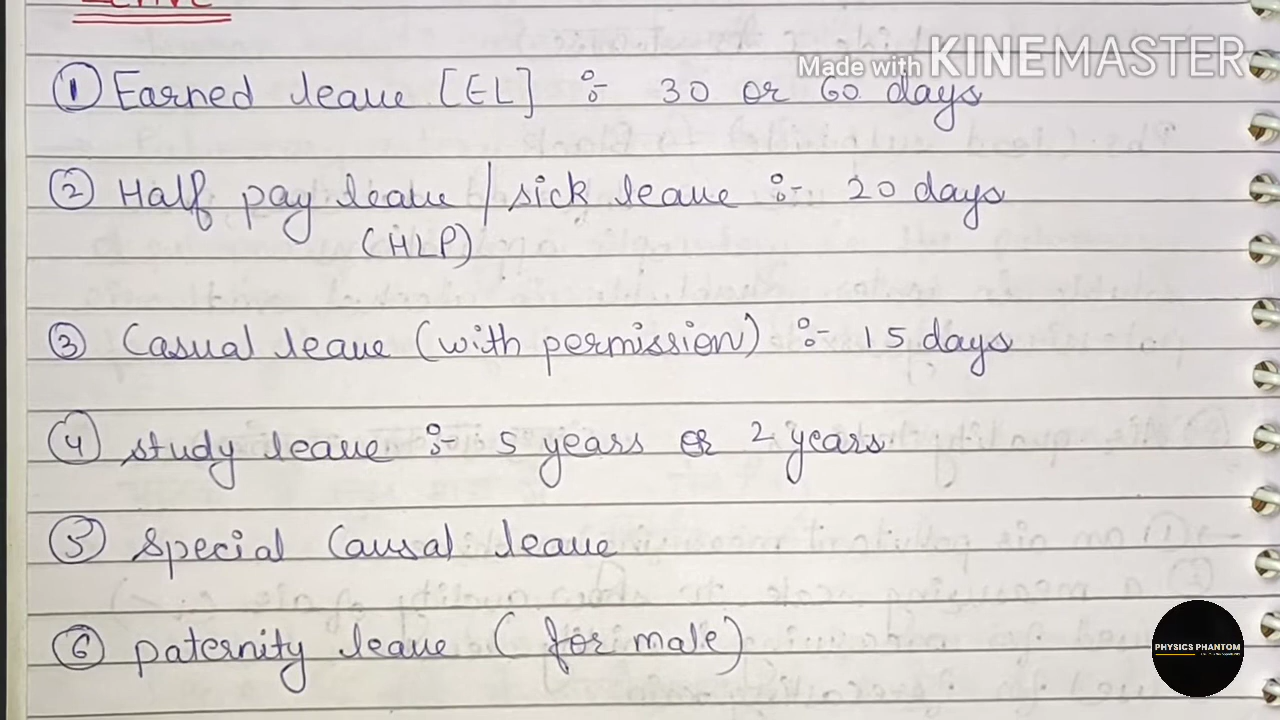 Made with KINEMASTER
① Earned leave [EL] :- 30 or 60 days
② Half pay leave / sick leave :- 20 days
(HLP)
③ Casual leave (with permission) :- 15 days
④ study leave :- 5 years or 2 years
⑤ special Causal leave
⑥ paternity leave ( for male)
PHYSICS PHANTOM